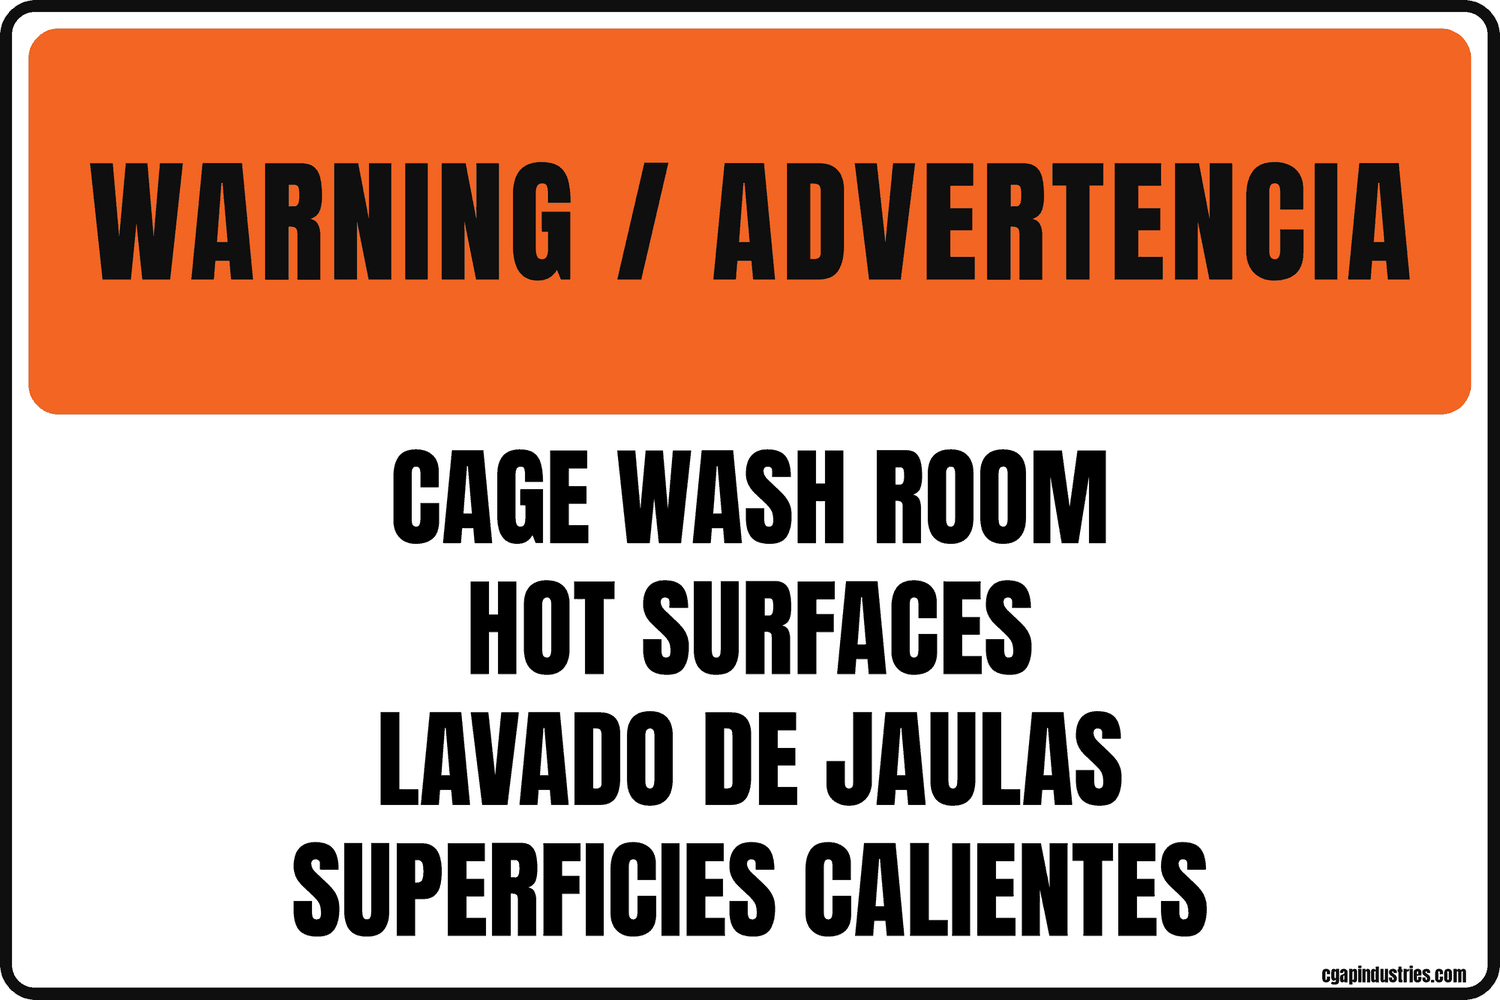 WARNING / ADVERTENCIA
CAGE WASH ROOM
HOT SURFACES
LAVADO DE JAULAS
SUPERFICIES CALIENTES
cgapindustries.com